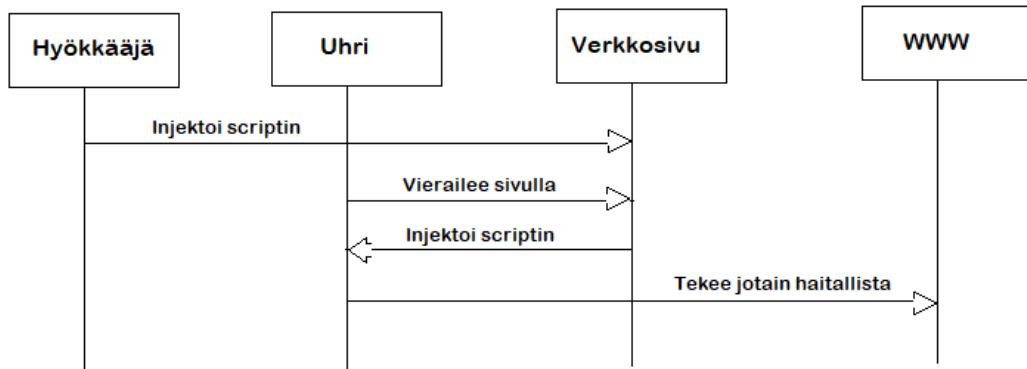 Hyökkääjä
Uhri
Verkkosivu
WWW
Injektoi scriptin
Vierailee sivulla
Injektoi scriptin
Tekee jotain haitallista